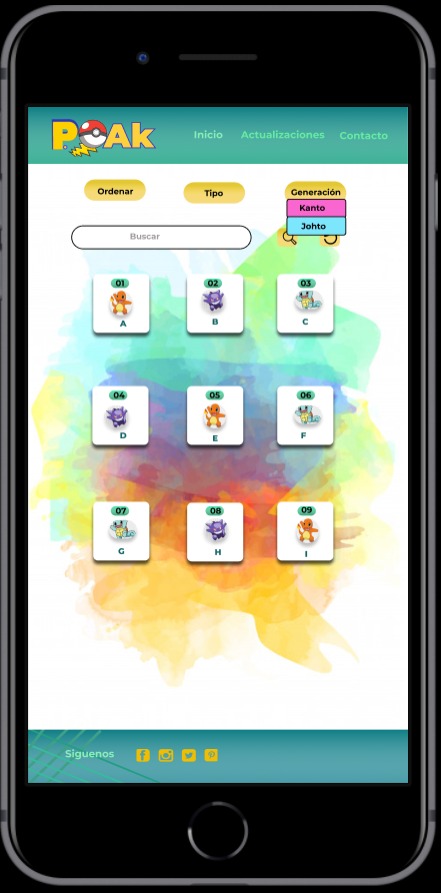 POAk
Inicio Actualizaciones Contacto
Ordenar Tipo Generación
Kanto
Johto
Buscar
01 02 03
A B C
04 05 06
D E F
07 08 09
G H I
Siguenos